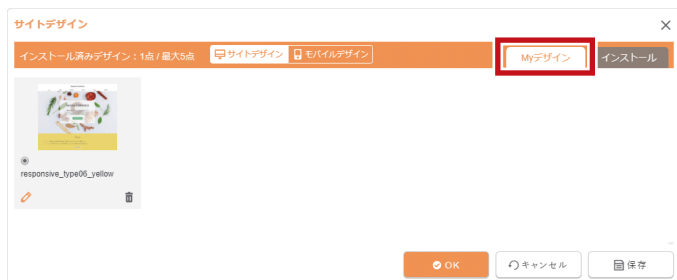 サイトデザイン
インストール済みデザイン：1点 / 最大5点 サイトデザイン モバイルデザイン Myデザイン インストール
responsive_type06_yellow
OK キャンセル 保存